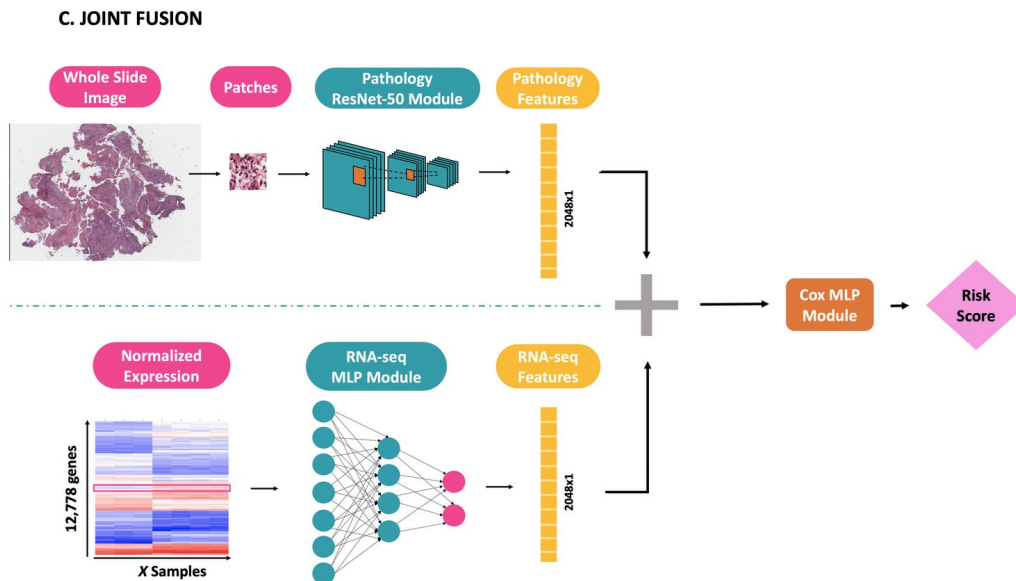 C. JOINT FUSION
Whole Slide
Image
Patches
Pathology
ResNet-50 Module
Pathology
Features
2048x1
Cox MLP
Module
Risk
Score
Normalized
Expression
RNA-seq
MLP Module
RNA-seq
Features
12,778 genes
X Samples
2048x1